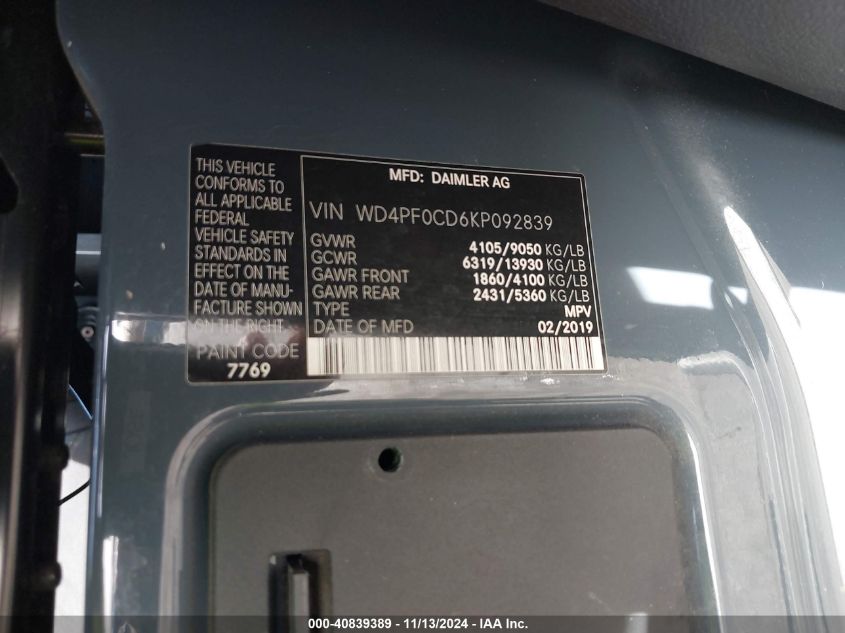 THIS VEHICLE
CONFORMS TO
ALL APPLICABLE
FEDERAL
VEHICLE SAFETY
STANDARDS IN
EFFECT ON THE
DATE OF MANU-
FACTURE SHOWN
ON THE RIGHT
PAINT CODE
7769
MFD: DAIMLER AG
VIN WD4PF0CD6KP092839
GVWR 4105/9050 KG/LB
GCWR 6319/13930 KG/LB
GAWR FRONT 1860/4100 KG/LB
GAWR REAR 2431/5360 KG/LB
TYPE MPV
DATE OF MFD 02/2019
000-40839389 - 11/13/2024 - IAA Inc.